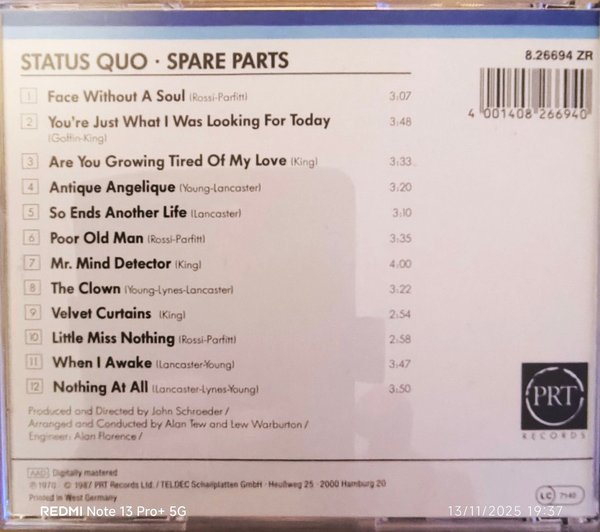 STATUS QUO · SPARE PARTS
8.26694 ZR
4 001408 266940
1 Face Without A Soul (Rossi-Parfitt) 3:07
2 You're Just What I Was Looking For Today 3:48
(Goffin-King)
3 Are You Growing Tired Of My Love (King) 3:33
4 Antique Angelique (Young-Lancaster) 3:20
5 So Ends Another Life (Lancaster) 3:10
6 Poor Old Man (Rossi-Parfitt) 3:35
7 Mr. Mind Detector (King) 4:00
8 The Clown (Young-Lynes-Lancaster) 3:22
9 Velvet Curtains (King) 2:54
10 Little Miss Nothing (Rossi-Parfitt) 2:58
11 When I Awake (Lancaster-Young) 3:47
12 Nothing At All (Lancaster-Lynes-Young) 3:50
Produced and Directed by John Schroeder /
Arranged and Conducted by Alan Tew and Lew Warburton /
Engineer: Alan Florence /
PRT
RECORDS
AAD Digitally mastered
℗ 1970 © 1987 PRT Records Ltd. / TELDEC Schallplatten GmbH · Heußweg 25 · 2000 Hamburg 20
Printed in West Germany
LC 7140
REDMI Note 13 Pro+ 5G
13/11/2025 19:37